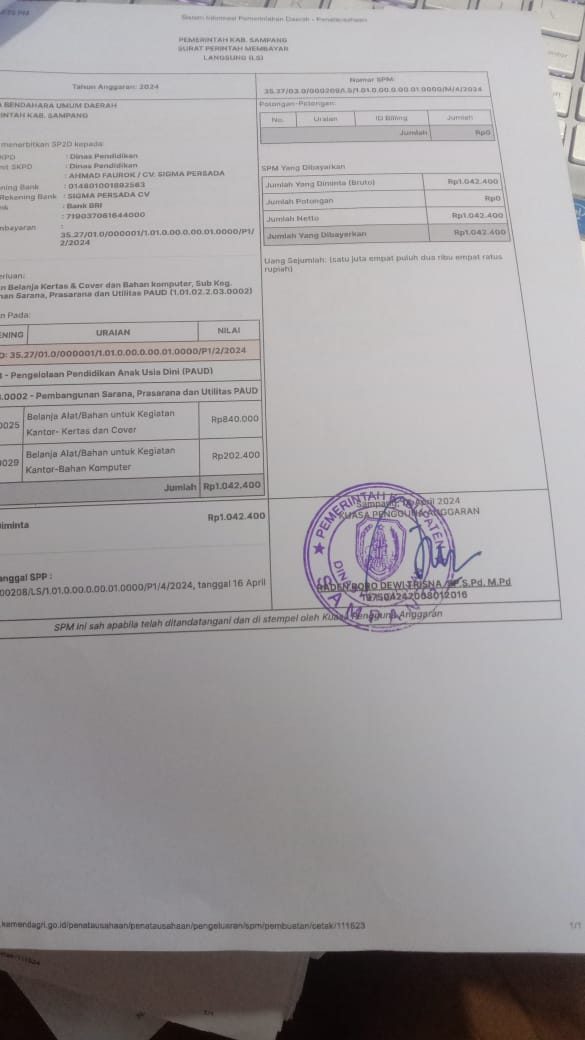 4:55 PM
Sistem Informasi Pemerintahan Daerah - Penatausahaan
PEMERINTAH KAB. SAMPANG
SURAT PERINTAH MEMBAYAR
LANGSUNG (LS)
Tahun Anggaran: 2024
Nomor SPM:
35.27/03.0/000209/LS/1.01.0.00.0.00.01.0000/M/4/2024
BENDAHARA UMUM DAERAH
INTAH KAB. SAMPANG
menerbitkan SP2D kepada:
KPD : Dinas Pendidikan
nit SKPD : Dinas Pendidikan
: AHMAD FAUROK / CV. SIGMA PERSADA
ning Bank : 014801001892563
Rekening Bank : SIGMA PERSADA CV
nk : Bank BRI
: 719037061644000
mbayaran :
35.27/01.0/000001/1.01.0.00.0.00.01.0000/P1/
2/2024
erluan:
n Belanja Kertas & Cover dan Bahan komputer, Sub Keg.
nan Sarana, Prasarana dan Utilitas PAUD (1.01.02.2.03.0002)
n Pada:
ENING URAIAN NILAI
D: 35.27/01.0/000001/1.01.0.00.0.00.01.0000/P1/2/2024
- Pengelolaan Pendidikan Anak Usia Dini (PAUD)
.0002 - Pembangunan Sarana, Prasarana dan Utilitas PAUD
0025 Belanja Alat/Bahan untuk Kegiatan Kantor- Kertas dan Cover Rp840.000
0029 Belanja Alat/Bahan untuk Kegiatan Kantor-Bahan Komputer Rp202.400
Jumlah Rp1.042.400
Diminta Rp1.042.400
anggal SPP :
00208/LS/1.01.0.00.0.00.01.0000/P1/4/2024, tanggal 16 April
Potongan-Potongan:
No. Uraian ID Billing Jumlah
Jumlah Rp0
SPM Yang Dibayarkan
Jumlah Yang Diminta (Bruto) Rp1.042.400
Jumlah Potongan Rp0
Jumlah Netto Rp1.042.400
Jumlah Yang Dibayarkan Rp1.042.400
Uang Sejumlah: (satu juta empat puluh dua ribu empat ratus
rupiah)
Sampang, April 2024
KUASA PENGGUNA ANGGARAN
PEMERINTAH
SAMPANG
RADEN RORO DEWI TRISNA S.Pd. M.Pd
197504242008012016
SPM ini sah apabila telah ditandatangani dan di stempel oleh Kuasa Pengguna Anggaran
kemendagri.go.id/penatausahaan/penatausahaan/pengeluaran/spm/pembuatan/cetak/111623
1/1